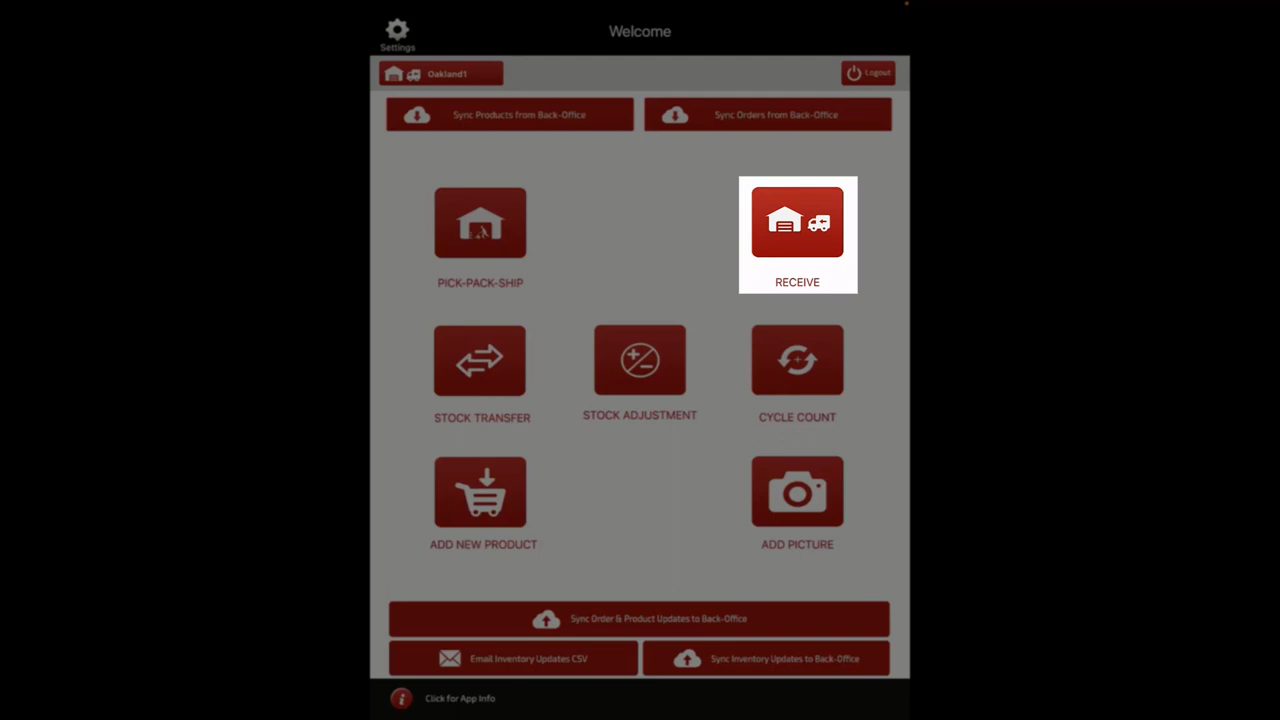 Welcome
Settings
Oakland1
Logout
Sync Products from Back-Office
Sync Orders from Back-Office
PICK-PACK-SHIP
RECEIVE
STOCK TRANSFER
STOCK ADJUSTMENT
CYCLE COUNT
ADD NEW PRODUCT
ADD PICTURE
Sync Order & Product Updates to Back-Office
Email Inventory Updates CSV
Sync Inventory Updates to Back-Office
Click for App Info